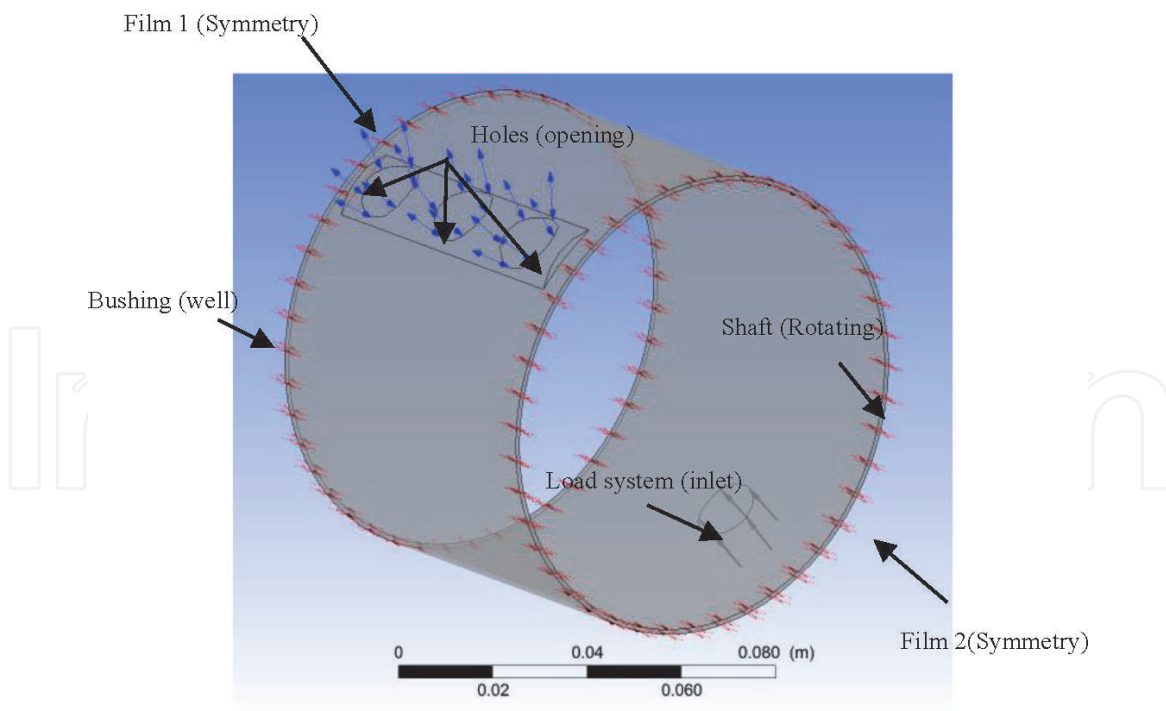 Film 1 (Symmetry)
Holes (opening)
Bushing (well)
Shaft (Rotating)
Load system (inlet)
Film 2(Symmetry)
0 0.04 0.080 (m)
0.02 0.060